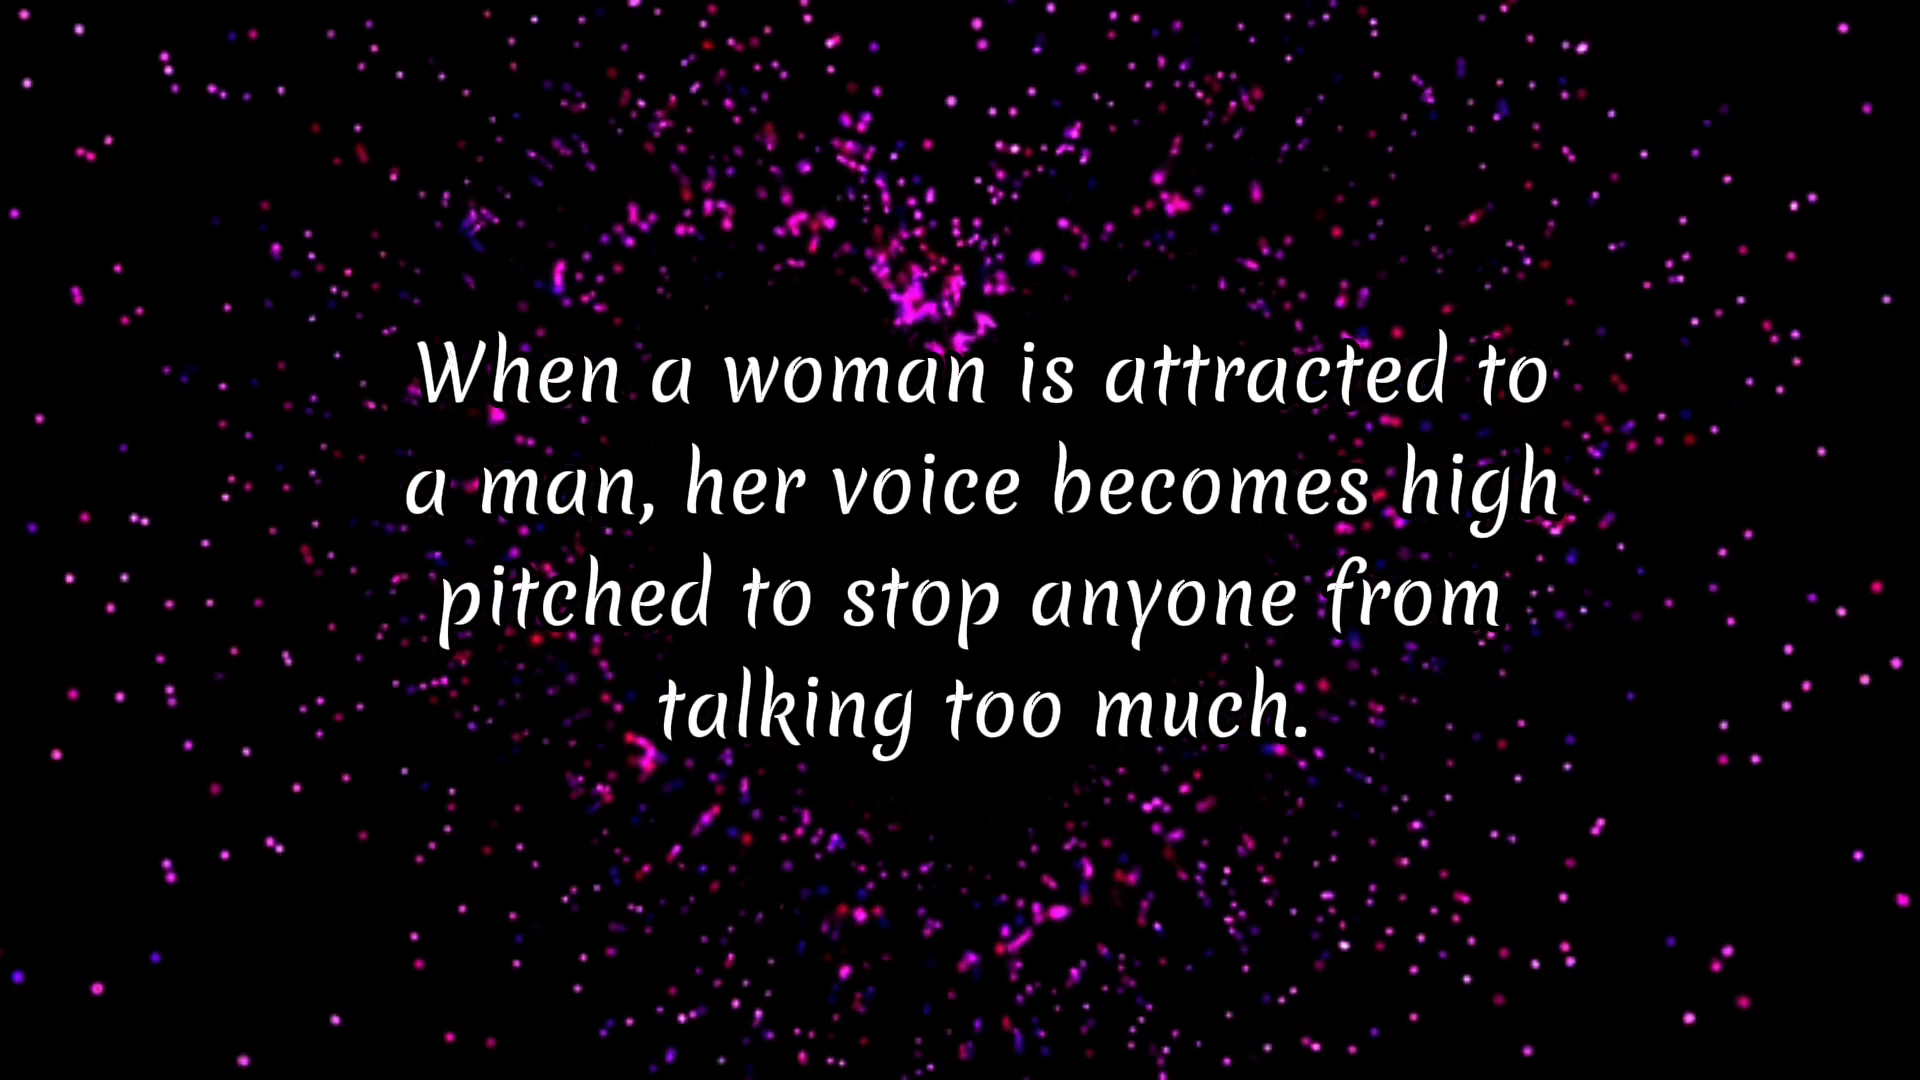 When a woman is attracted to
a man, her voice becomes high
pitched to stop anyone from
talking too much.